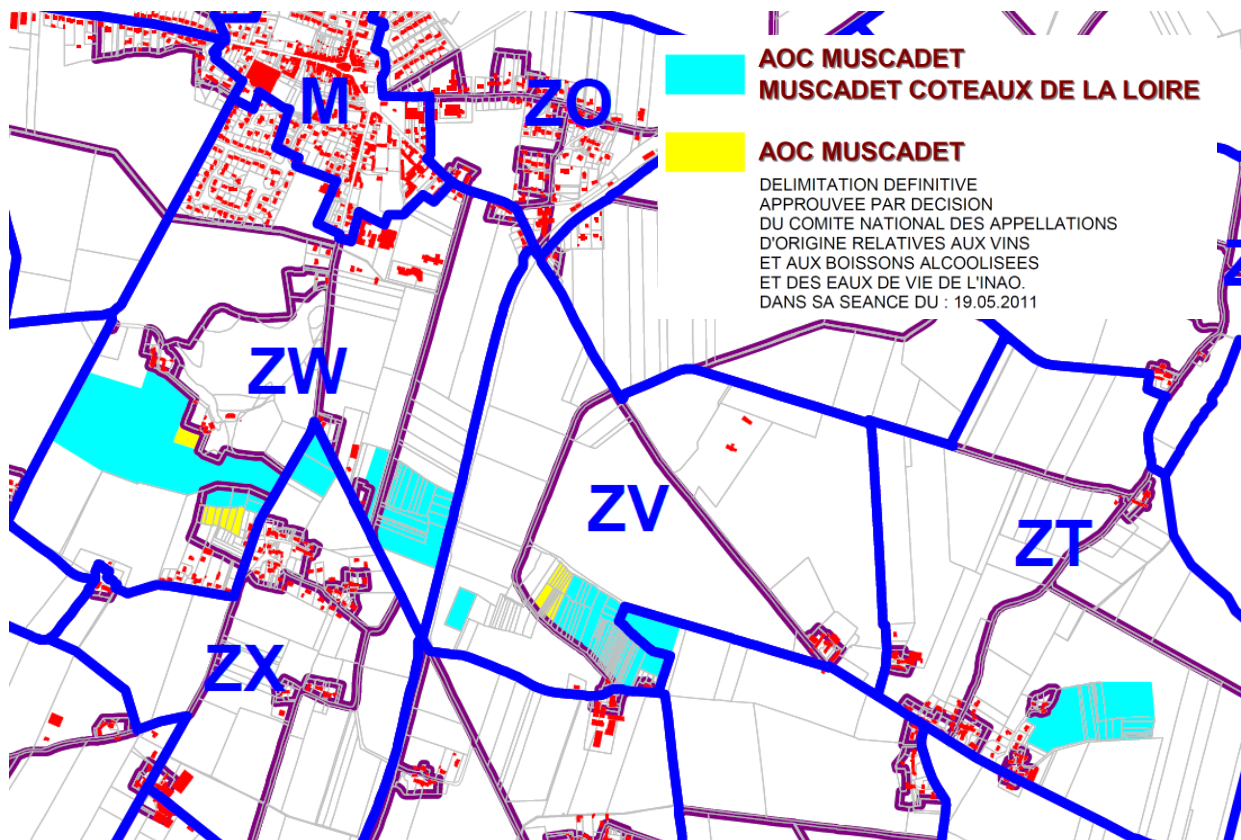 AOC MUSCADET
MUSCADET COTEAUX DE LA LOIRE
AOC MUSCADET
DELIMITATION DEFINITIVE
APPROUVEE PAR DECISION
DU COMITE NATIONAL DES APPELLATIONS
D'ORIGINE RELATIVES AUX VINS
ET AUX BOISSONS ALCOOLISEES
ET DES EAUX DE VIE DE L'INAO.
DANS SA SEANCE DU : 19.05.2011
M
ZO
ZW
ZV
ZT
ZX